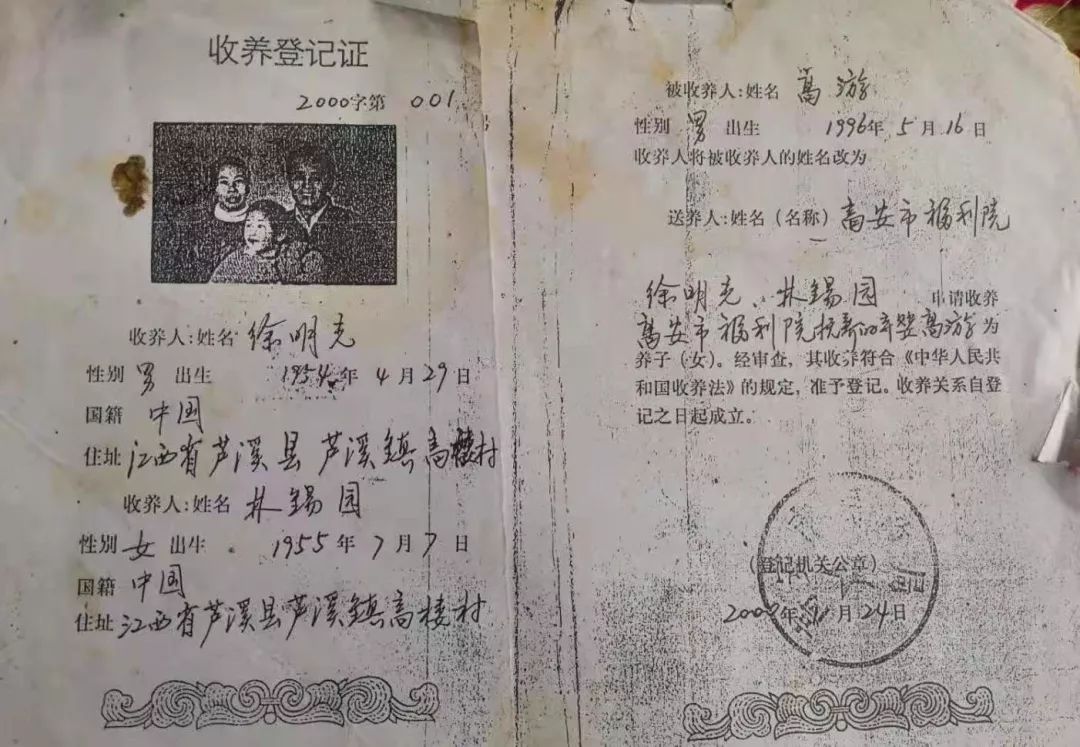 收养登记证
2000字第 001
号
收养人:姓名 徐明克
性别 男 出生 1954年4月29日
国籍 中国
住址 江西省芦溪县芦溪镇高楼村
收养人:姓名 林錫园
性别 女 出生 1955年7月7日
国籍 中国
住址 江西省芦溪县芦溪镇高楼村
被收养人:姓名 高游
性别 男 出生 1996年5月16日
收养人将被收养人的姓名改为
送养人:姓名(名称) 高安市福利院
徐明克、林錫园 申请收养
高安市福利院抚养的弃婴高游为
养子(女)。经审查,其收养符合《中华人民共
和国收养法》的规定,准予登记。收养关系自登
记之日起成立。
(登记机关公章)
年11月24日